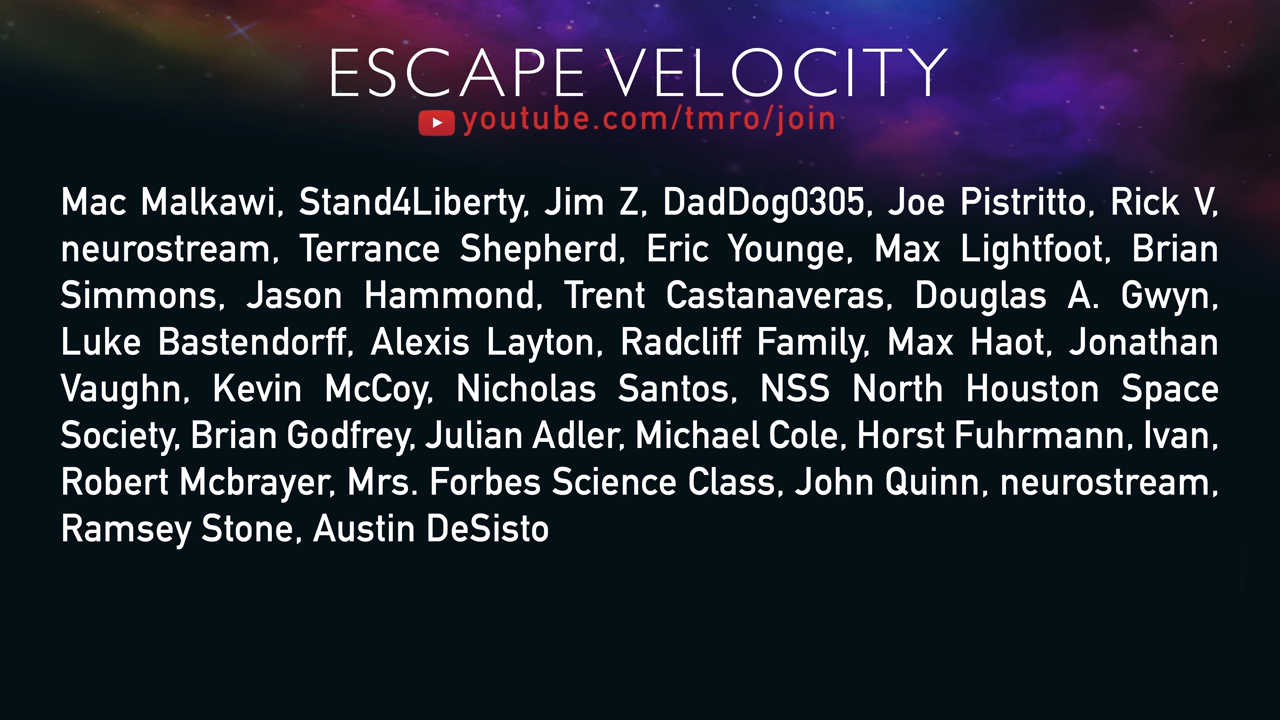 ESCAPE VELOCITY
youtube.com/tmro/join
Mac Malkawi, Stand4Liberty, Jim Z, DadDog0305, Joe Pistritto, Rick V,
neurostream, Terrance Shepherd, Eric Younge, Max Lightfoot, Brian
Simmons, Jason Hammond, Trent Castanaveras, Douglas A. Gwyn,
Luke Bastendorff, Alexis Layton, Radcliff Family, Max Haot, Jonathan
Vaughn, Kevin McCoy, Nicholas Santos, NSS North Houston Space
Society, Brian Godfrey, Julian Adler, Michael Cole, Horst Fuhrmann, Ivan,
Robert Mcbrayer, Mrs. Forbes Science Class, John Quinn, neurostream,
Ramsey Stone, Austin DeSisto